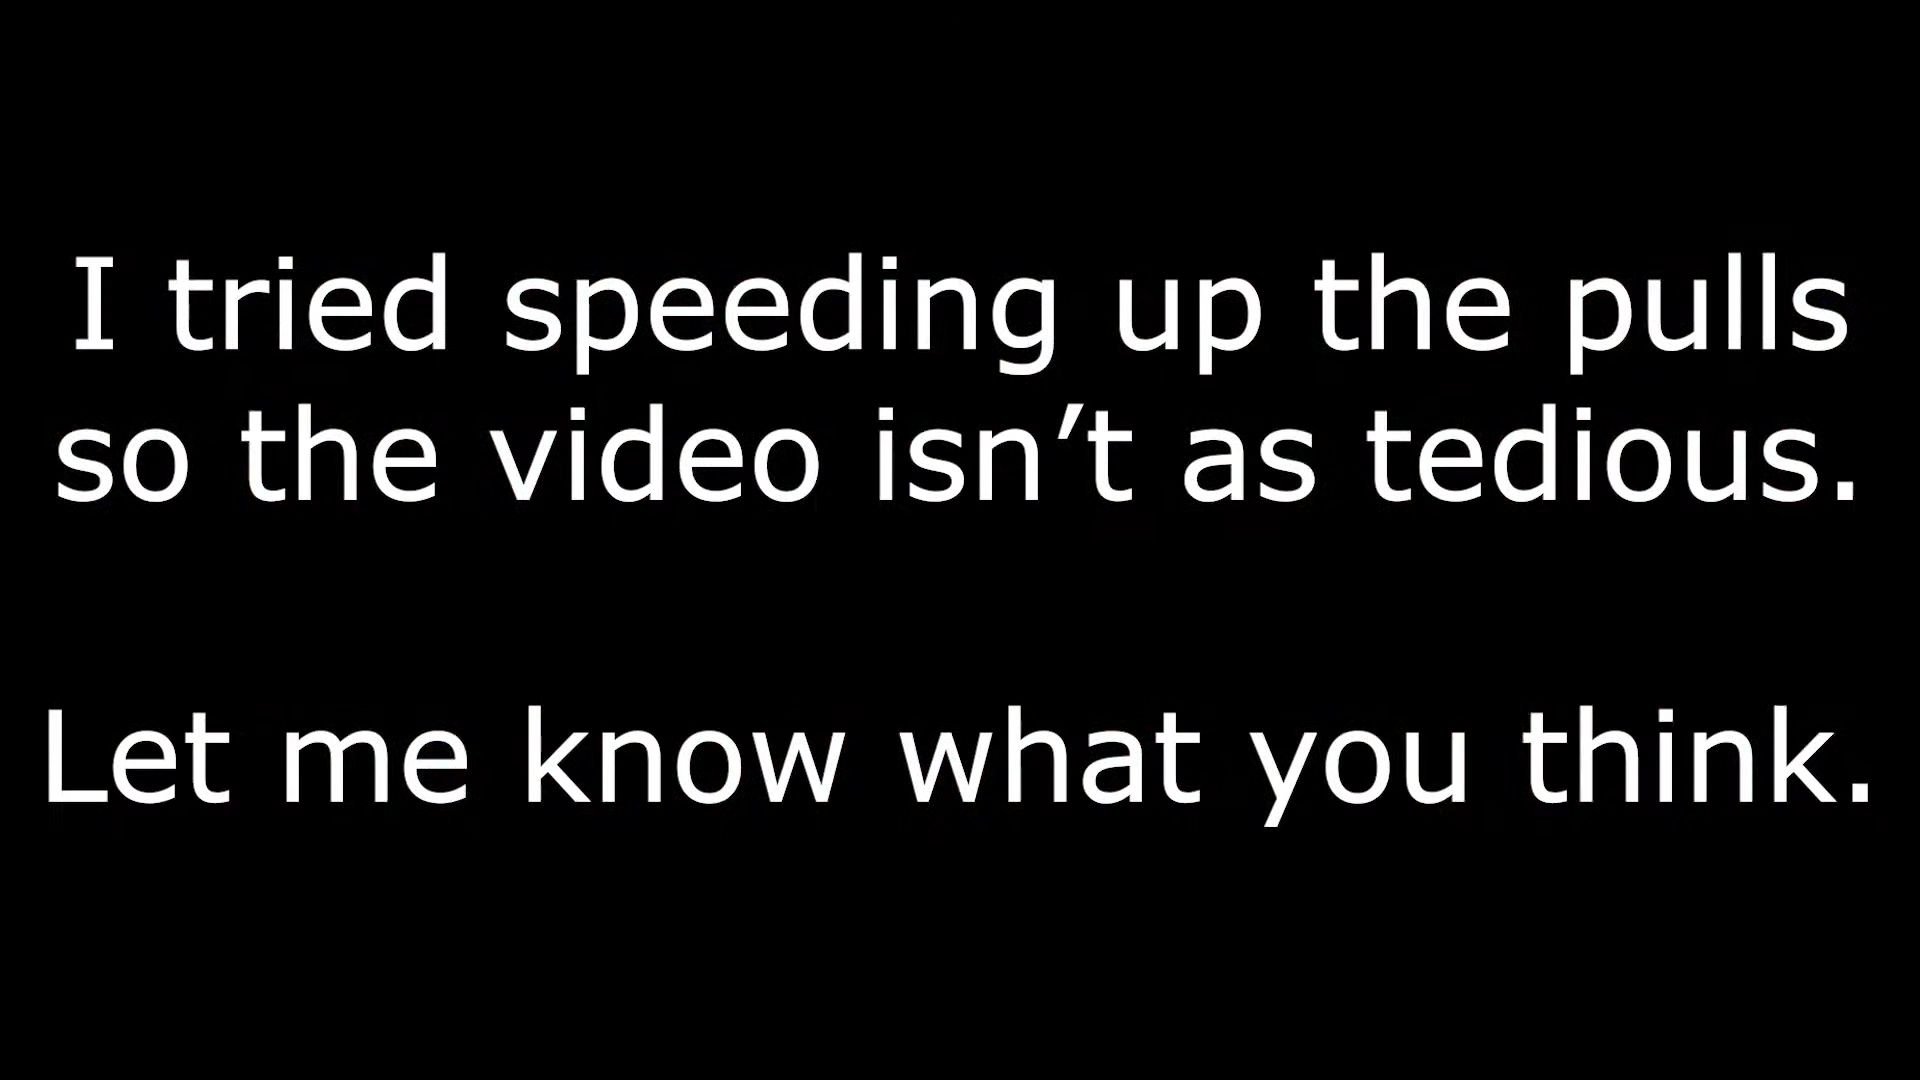 I tried speeding up the pulls
so the video isn’t as tedious.
Let me know what you think.